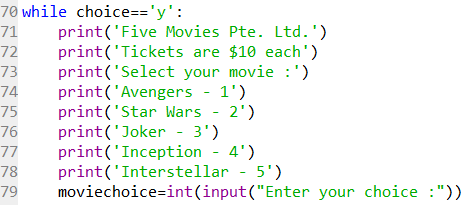 70 while choice=='y':
71     print('Five Movies Pte. Ltd.')
72     print('Tickets are $10 each')
73     print('Select your movie :')
74     print('Avengers - 1')
75     print('Star Wars - 2')
76     print('Joker - 3')
77     print('Inception - 4')
78     print('Interstellar - 5')
79     moviechoice=int(input("Enter your choice :"))